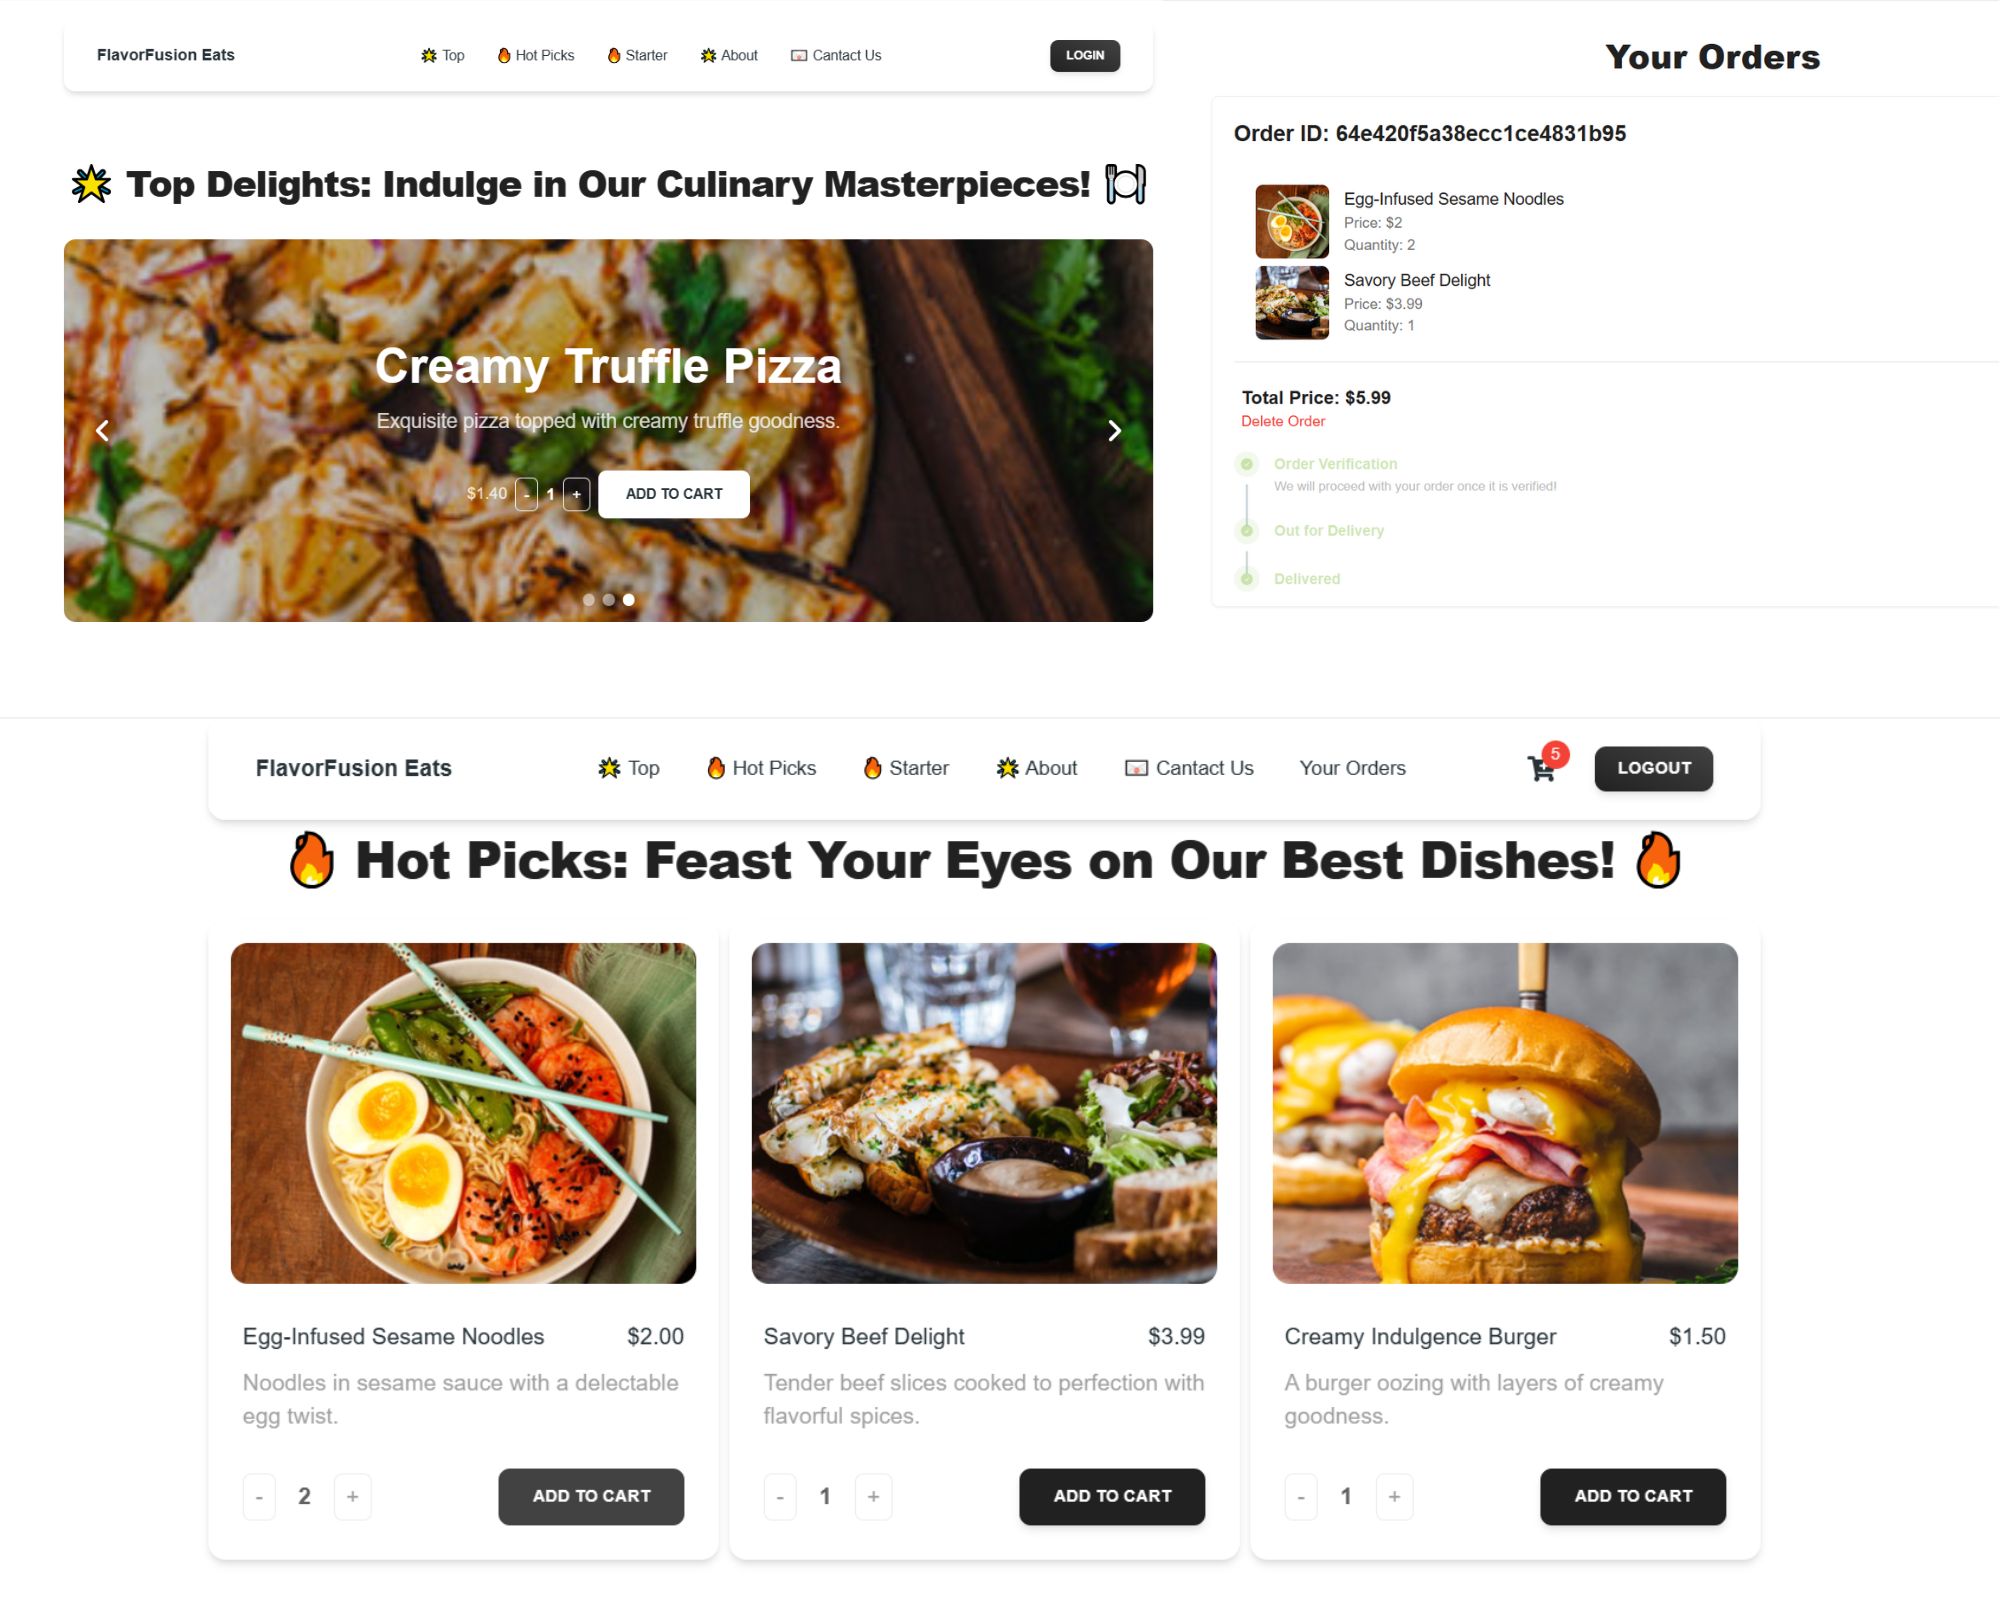 FlavorFusion Eats
🌟 Top
🔥 Hot Picks
🔥 Starter
🌟 About
💌 Cantact Us
LOGIN
🌟 Top Delights: Indulge in Our Culinary Masterpieces! 🍽️
Creamy Truffle Pizza
Exquisite pizza topped with creamy truffle goodness.
$1.40 - 1 + ADD TO CART
Your Orders
Order ID: 64e420f5a38ecc1ce4831b95
Egg-Infused Sesame Noodles
Price: $2
Quantity: 2
Savory Beef Delight
Price: $3.99
Quantity: 1
Total Price: $5.99
Delete Order
Order Verification
We will proceed with your order once it is verified!
Out for Delivery
Delivered
FlavorFusion Eats
🌟 Top
🔥 Hot Picks
🔥 Starter
🌟 About
💌 Cantact Us
Your Orders
5
LOGOUT
🔥 Hot Picks: Feast Your Eyes on Our Best Dishes! 🔥
Egg-Infused Sesame Noodles $2.00
Noodles in sesame sauce with a delectable
egg twist.
- 2 + ADD TO CART
Savory Beef Delight $3.99
Tender beef slices cooked to perfection with
flavorful spices.
- 1 + ADD TO CART
Creamy Indulgence Burger $1.50
A burger oozing with layers of creamy
goodness.
- 1 + ADD TO CART